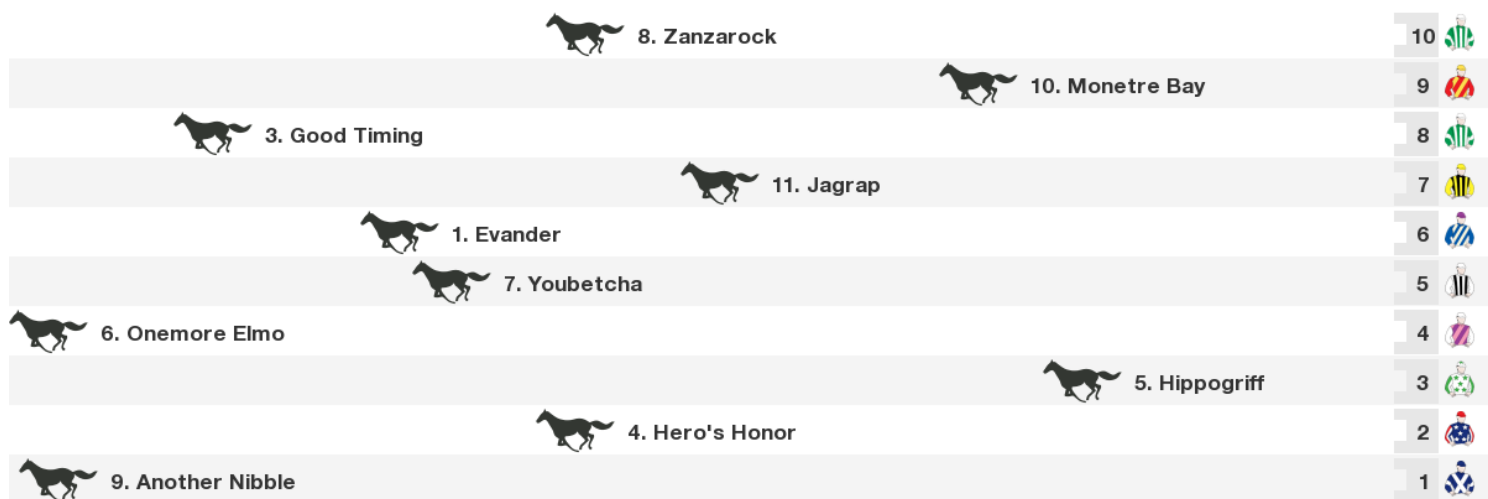 8. Zanzarock 10
10. Monetre Bay 9
3. Good Timing 8
11. Jagrap 7
1. Evander 6
7. Youbetcha 5
6. Onemore Elmo 4
5. Hippogriff 3
4. Hero's Honor 2
9. Another Nibble 1